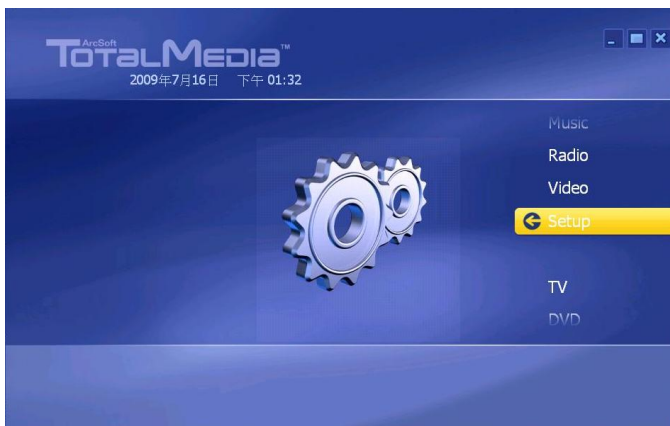 ArcSoft
TOTALMEDIA™
2009年7月16日 下午 01:32
Music
Radio
Video
Setup
TV
DVD